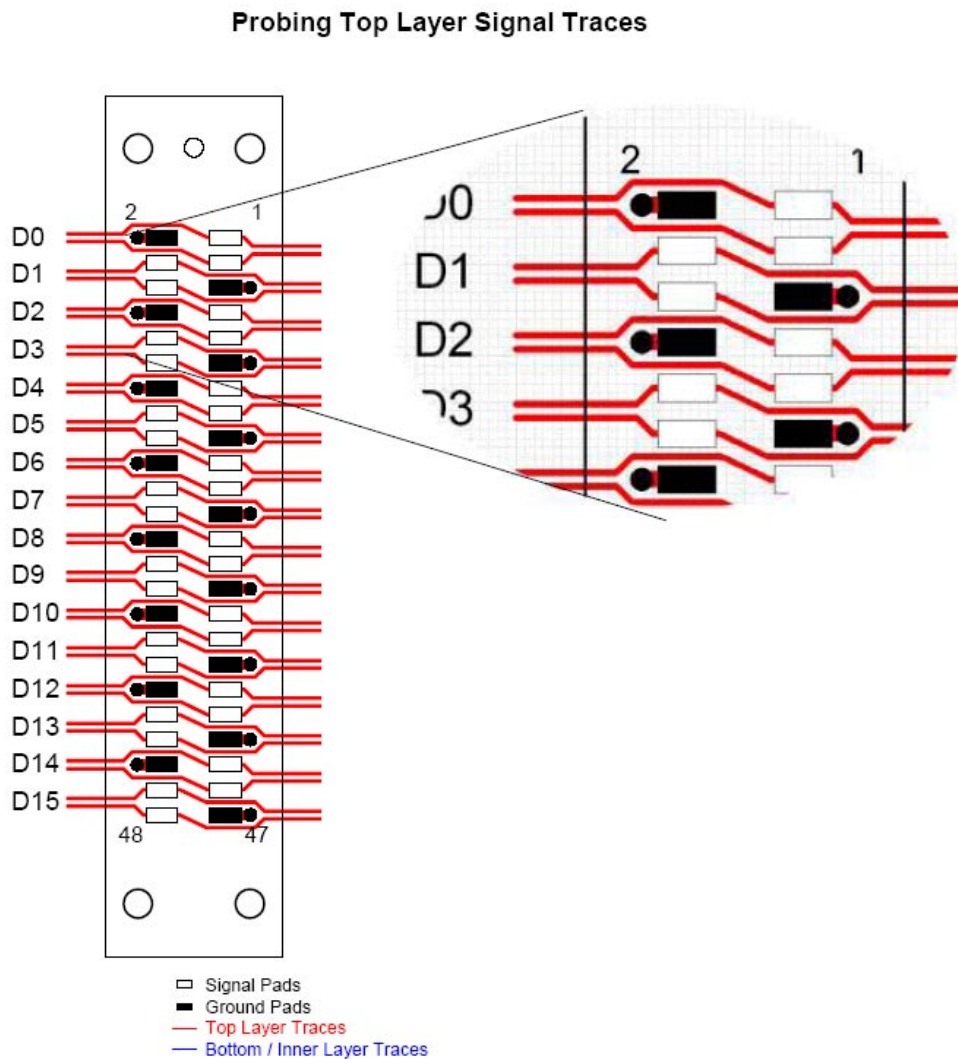 Probing Top Layer Signal Traces
2 1
D0
D1
D2
D3
D4
D5
D6
D7
D8
D9
D10
D11
D12
D13
D14
D15
48 47
2 1
D0
D1
D2
D3
Signal Pads
Ground Pads
Top Layer Traces
Bottom / Inner Layer Traces